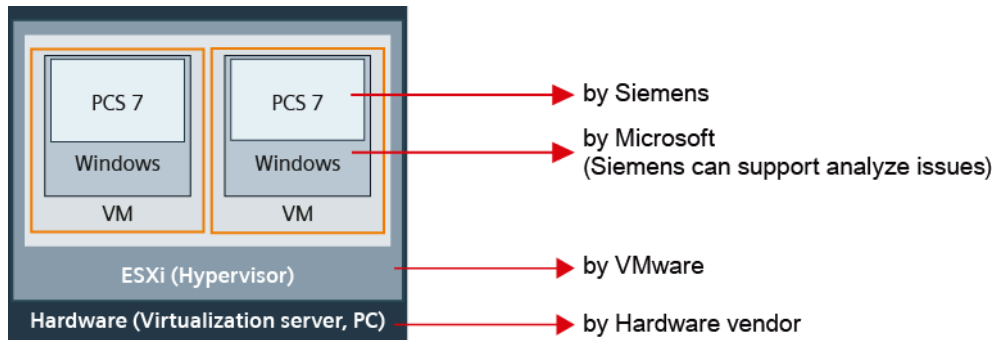 PCS 7
PCS 7
by Siemens
Windows
Windows
by Microsoft
(Siemens can support analyze issues)
VM
VM
ESXi (Hypervisor)
by VMware
Hardware (Virtualization server, PC)
by Hardware vendor